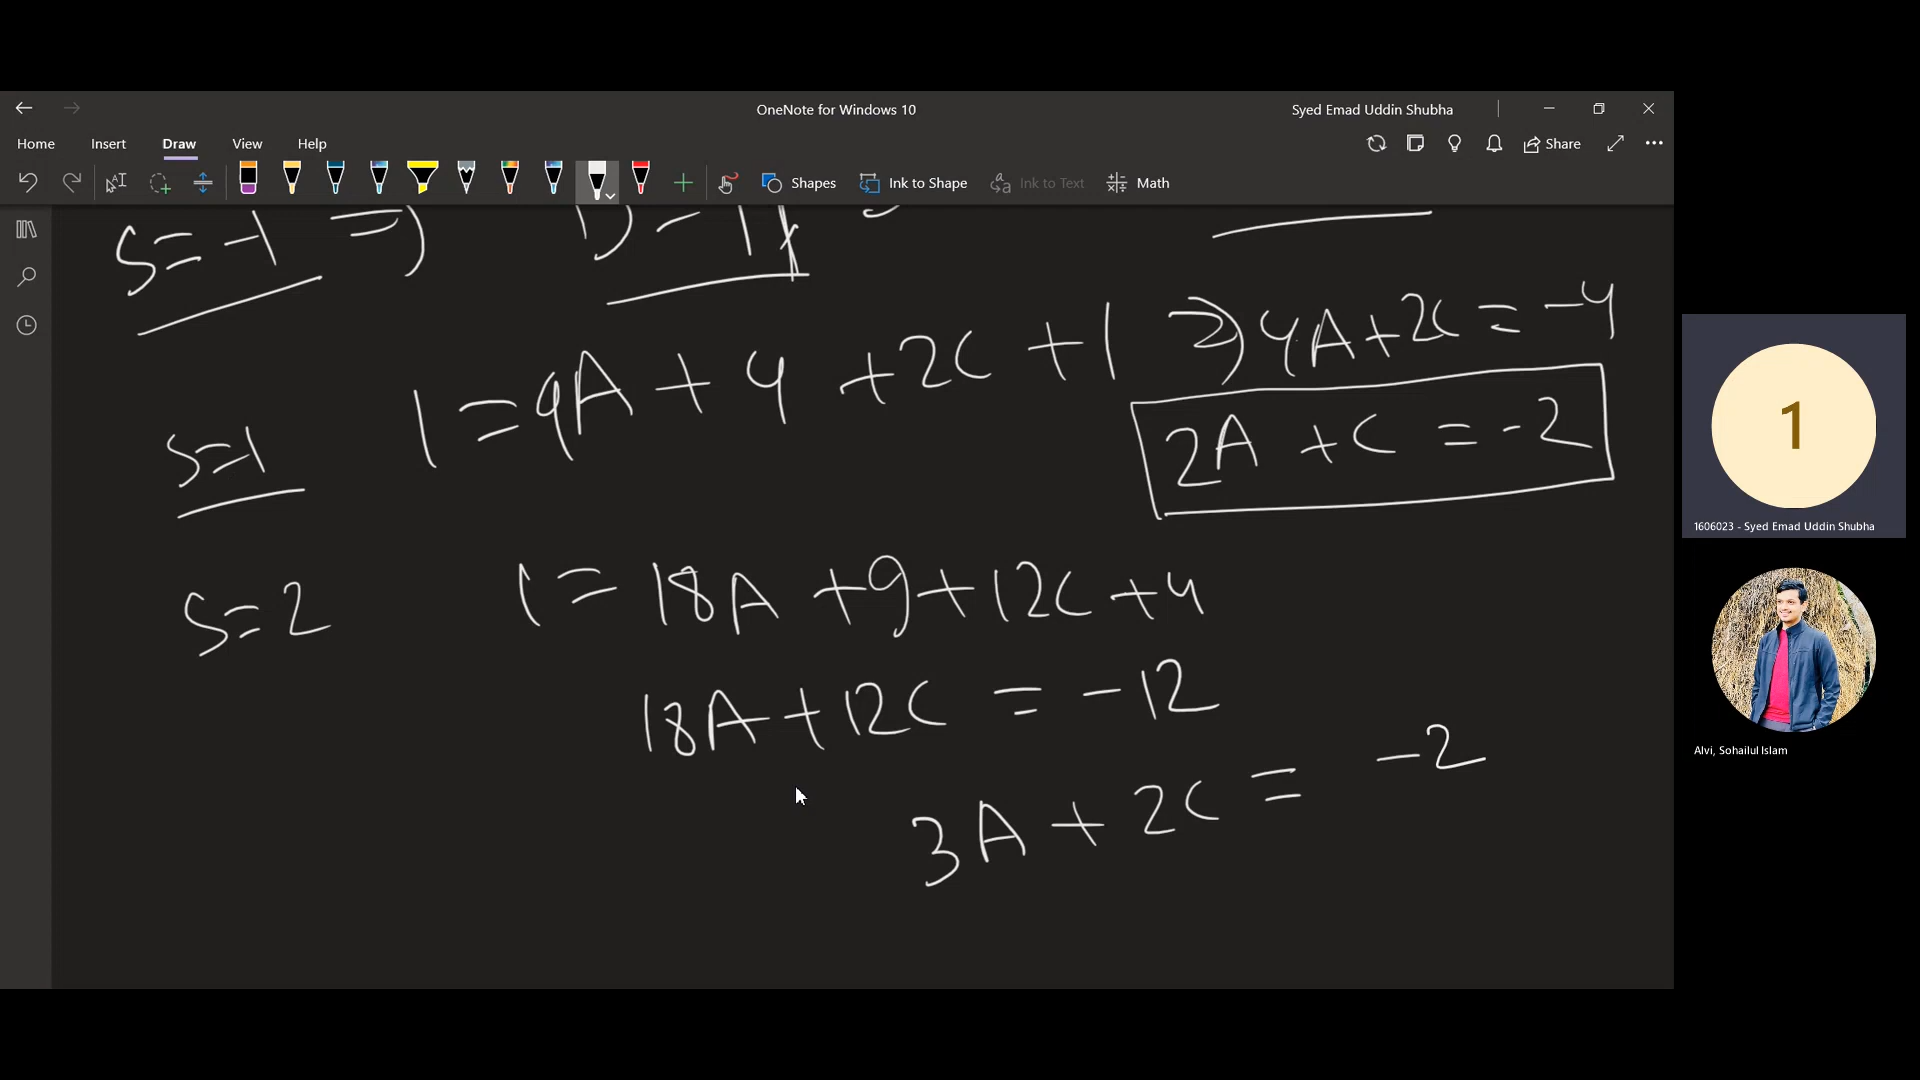 OneNote for Windows 10
Syed Emad Uddin Shubha
Home Insert Draw View Help
Share
Shapes Ink to Shape Ink to Text Math
S=-1 ⇒ D=1
1=4A+4+2C+1 ⇒ 4A+2C=-4
S=1
2A+C=-2
S=2 1=18A+9+12C+4
18A+12C=-12
3A+2C=-2
1
1606023 - Syed Emad Uddin Shubha
Alvi, Sohailul Islam